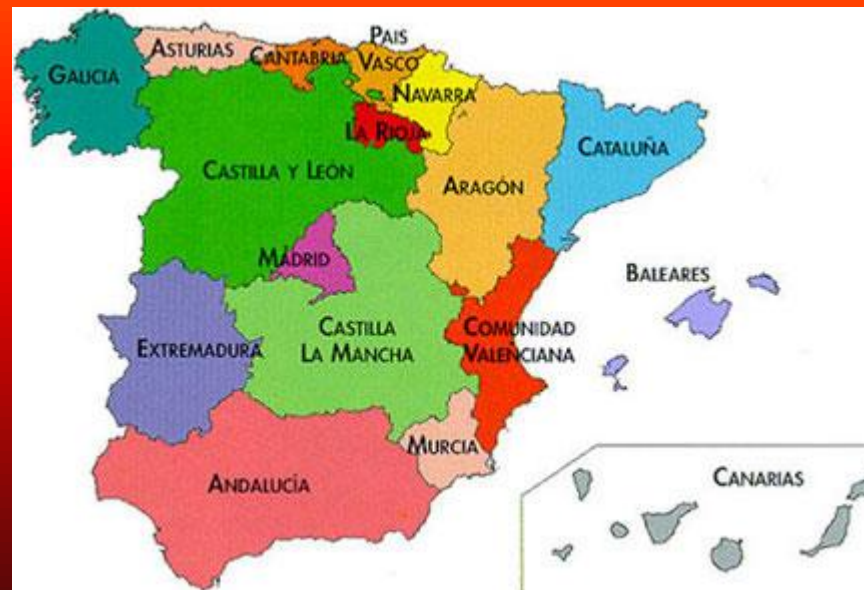 GALICIA
ASTURIAS
CANTABRIA
PAIS
VASCO
NAVARRA
LA RIOJA
CATALUÑA
ARAGÓN
CASTILLA Y LEÓN
MADRID
BALEARES
EXTREMADURA
CASTILLA
LA MANCHA
COMUNIDAD
VALENCIANA
MURCIA
ANDALUCÍA
CANARIAS